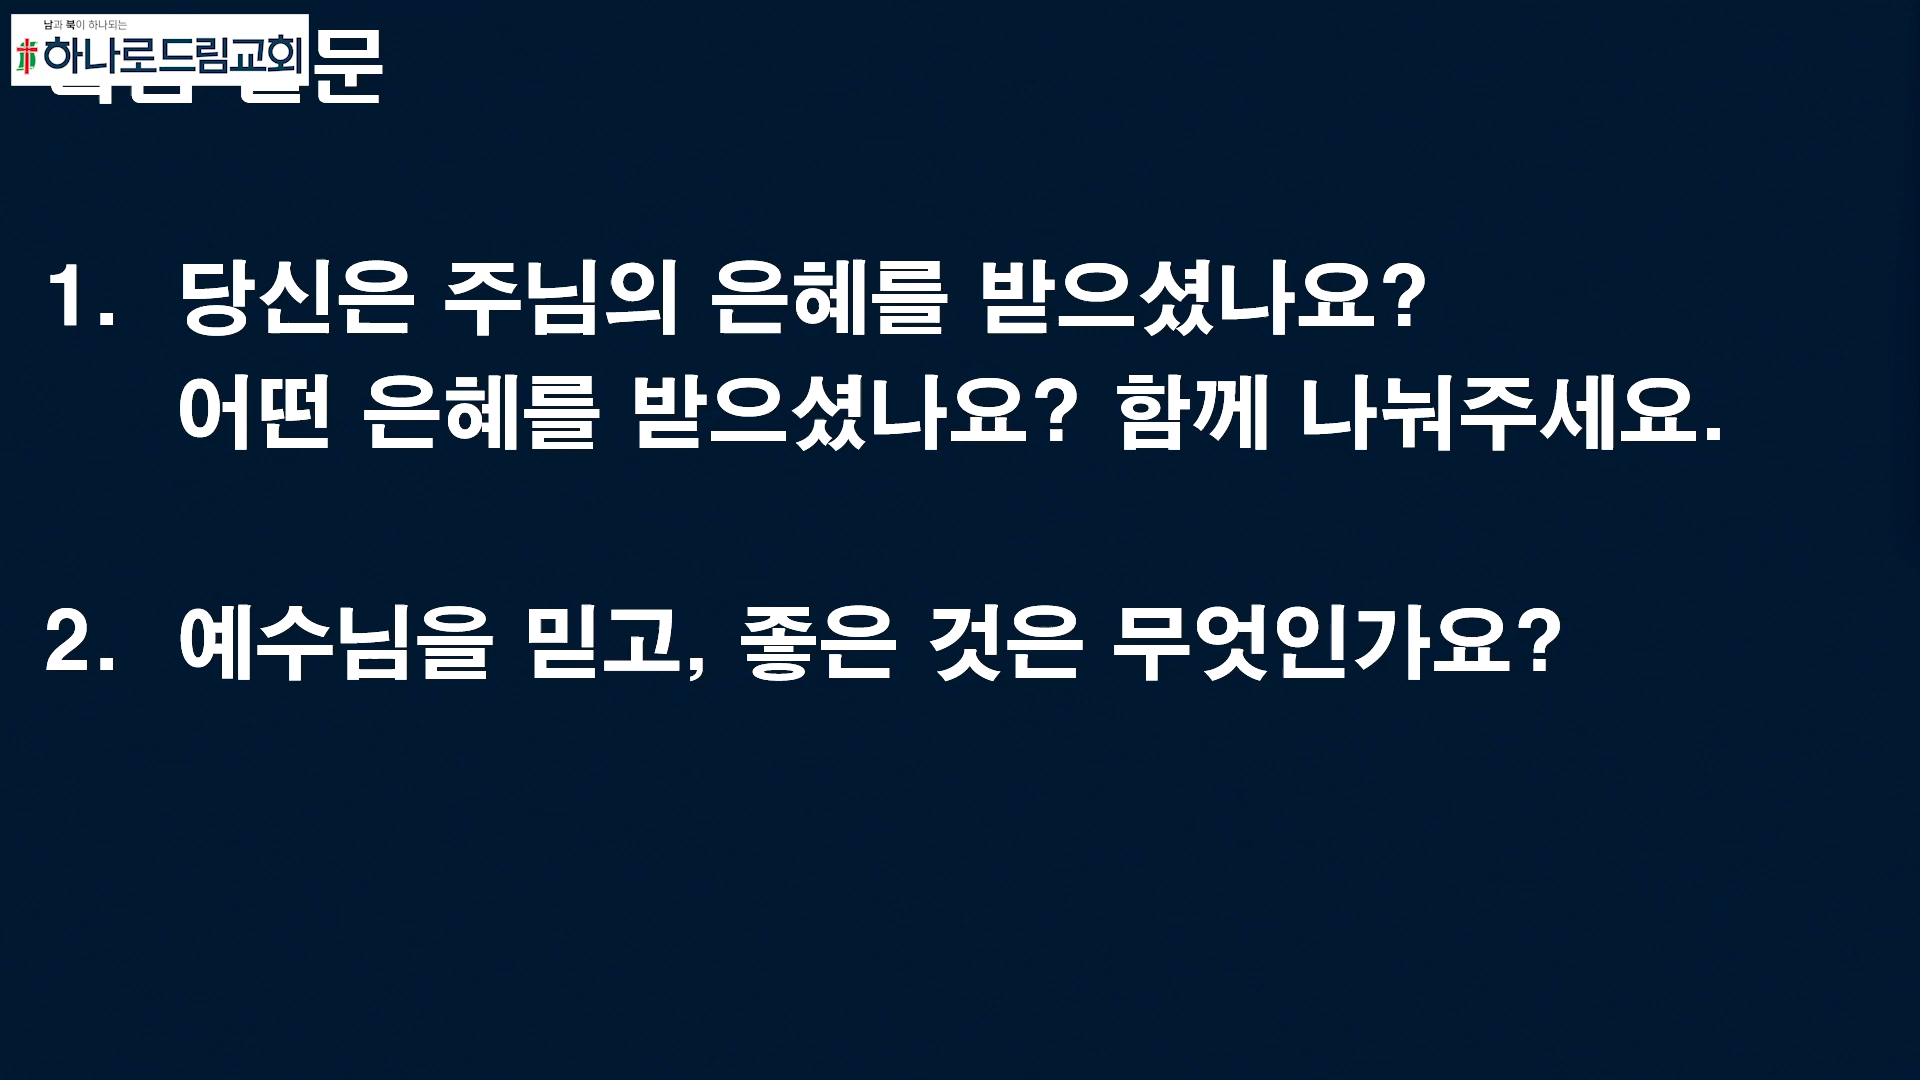 남과 북이 하나되는
하나로드림교회
문
1. 당신은 주님의 은혜를 받으셨나요?
어떤 은혜를 받으셨나요? 함께 나눠주세요.
2. 예수님을 믿고, 좋은 것은 무엇인가요?